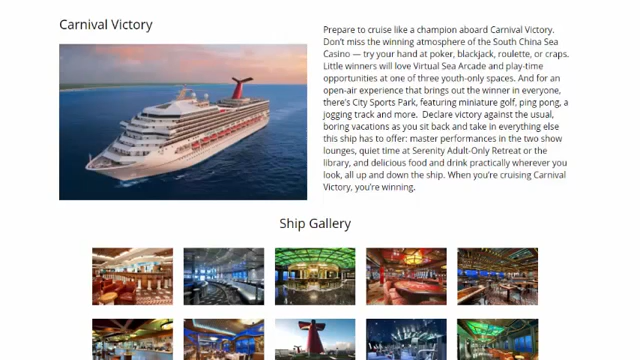 Carnival Victory
Prepare to cruise like a champion aboard Carnival Victory.
Don't miss the winning atmosphere of the South China Sea
Casino — try your hand at poker, blackjack, roulette, or craps.
Little winners will love Virtual Sea Arcade and play-time
opportunities at one of three youth-only spaces. And for an
open-air experience that brings out the winner in everyone,
there's City Sports Park, featuring miniature golf, ping pong, a
jogging track and more. Declare victory against the usual,
boring vacations as you sit back and take in everything else
this ship has to offer: master performances in the two show
lounges, quiet time at Serenity Adult-Only Retreat or the
library, and delicious food and drink practically wherever you
look, all up and down the ship. When you're cruising Carnival
Victory, you're winning.
Ship Gallery